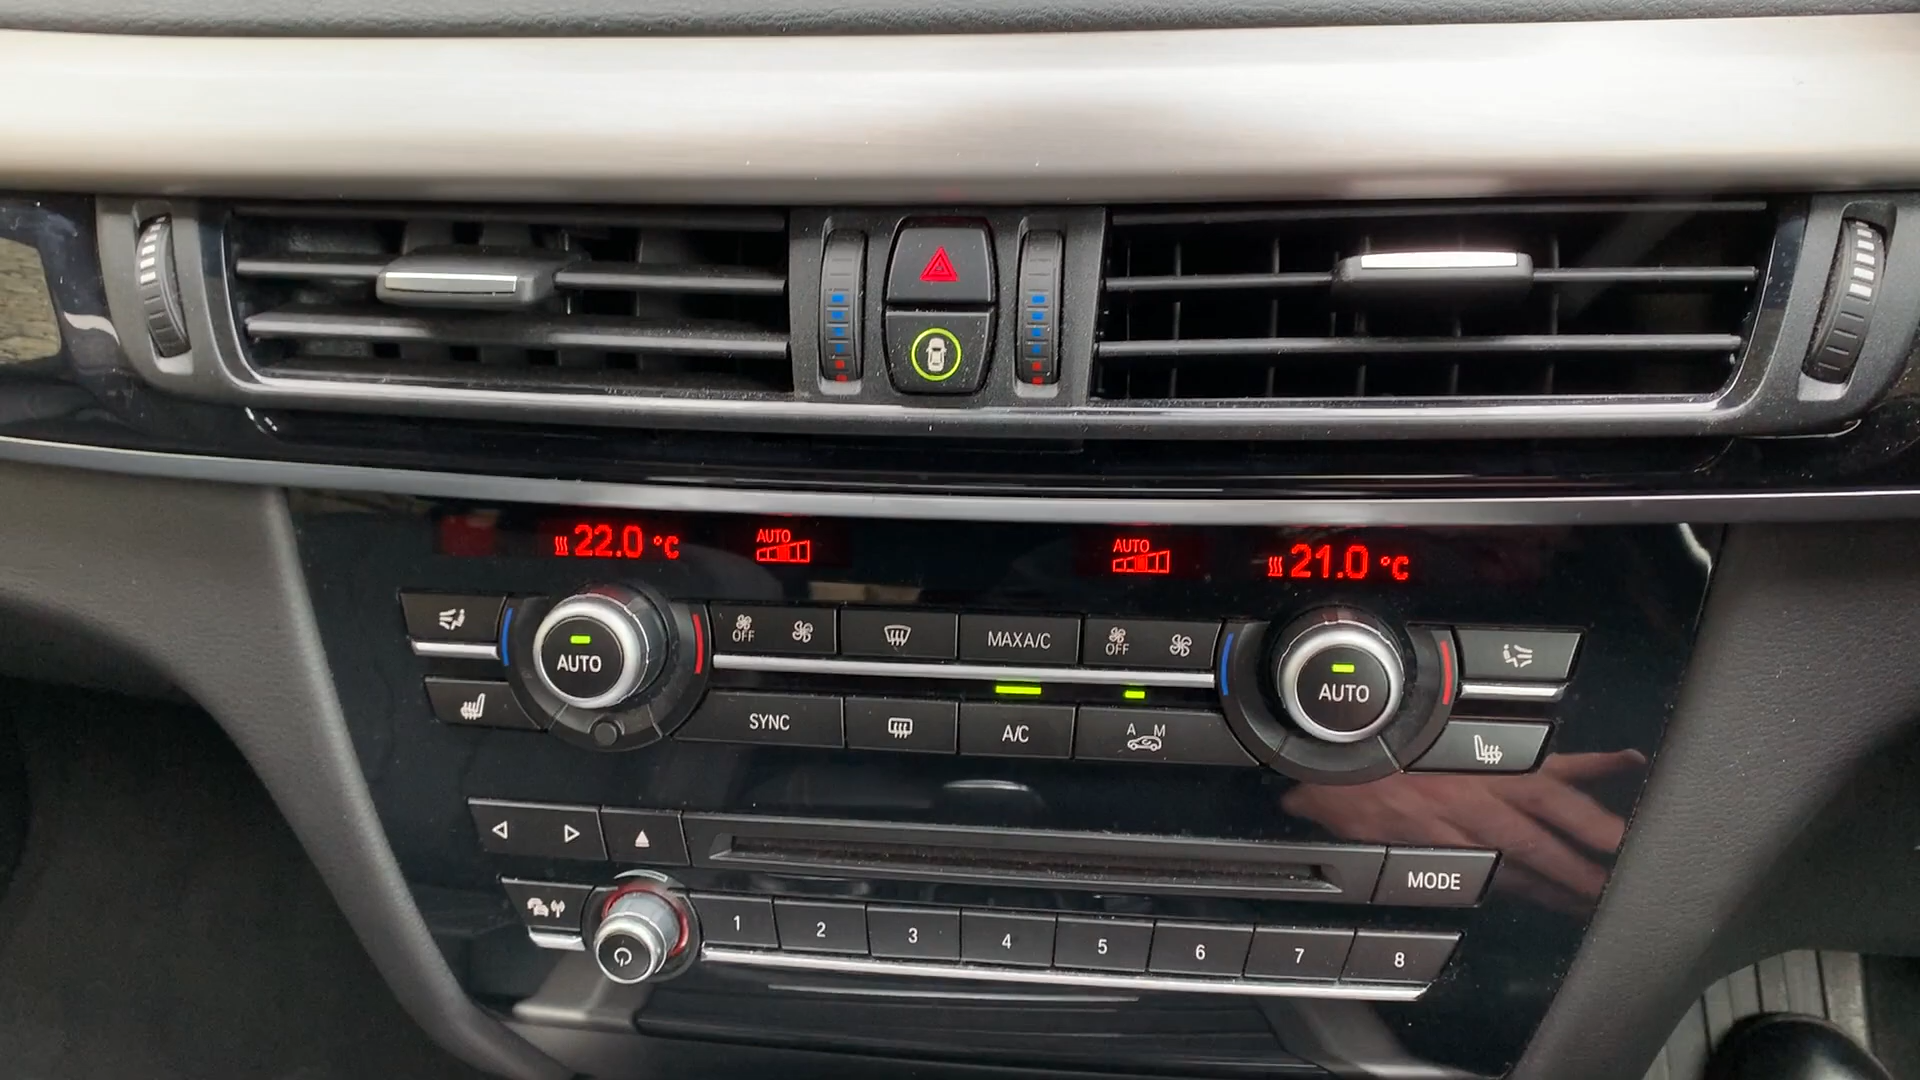 22.0 °C
AUTO
AUTO
21.0 °C
OFF
MAXA/C
OFF
AUTO
AUTO
SYNC
A/C
A M
MODE
1 2 3 4 5 6 7 8